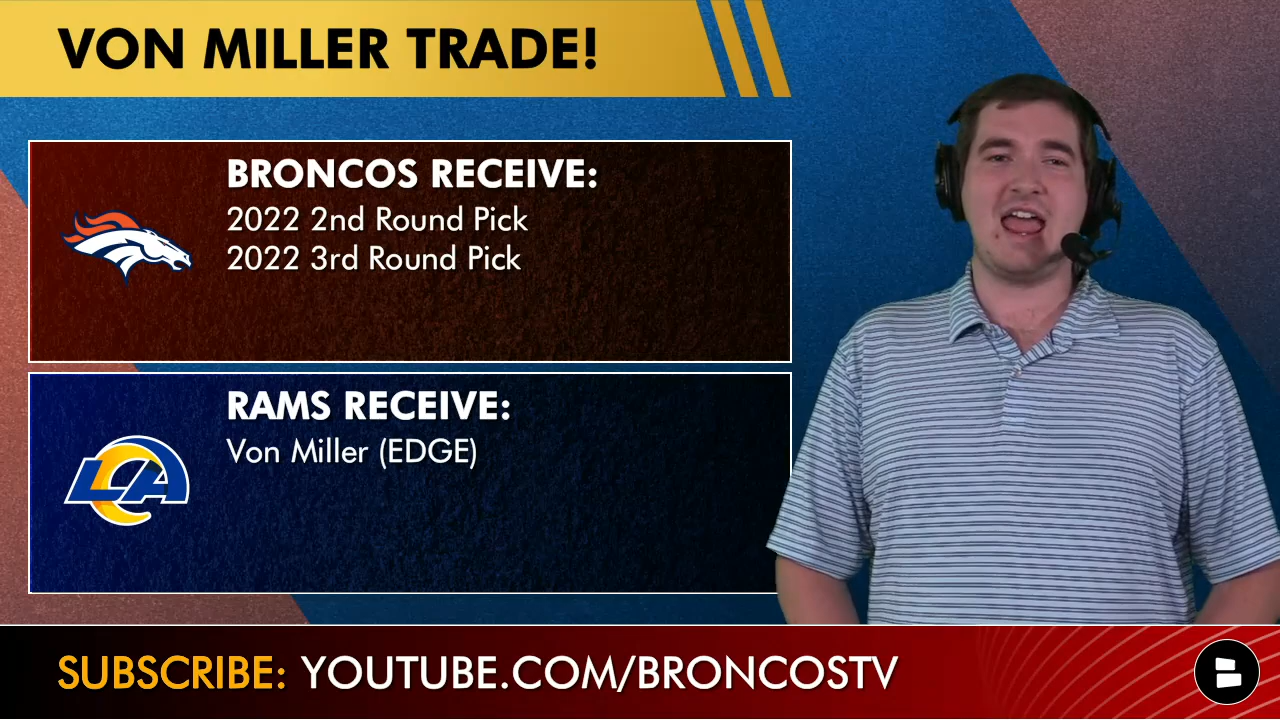 VON MILLER TRADE!
BRONCOS RECEIVE:
2022 2nd Round Pick
2022 3rd Round Pick
RAMS RECEIVE:
Von Miller (EDGE)
LA
SUBSCRIBE: YOUTUBE.COM/BRONCOSTV